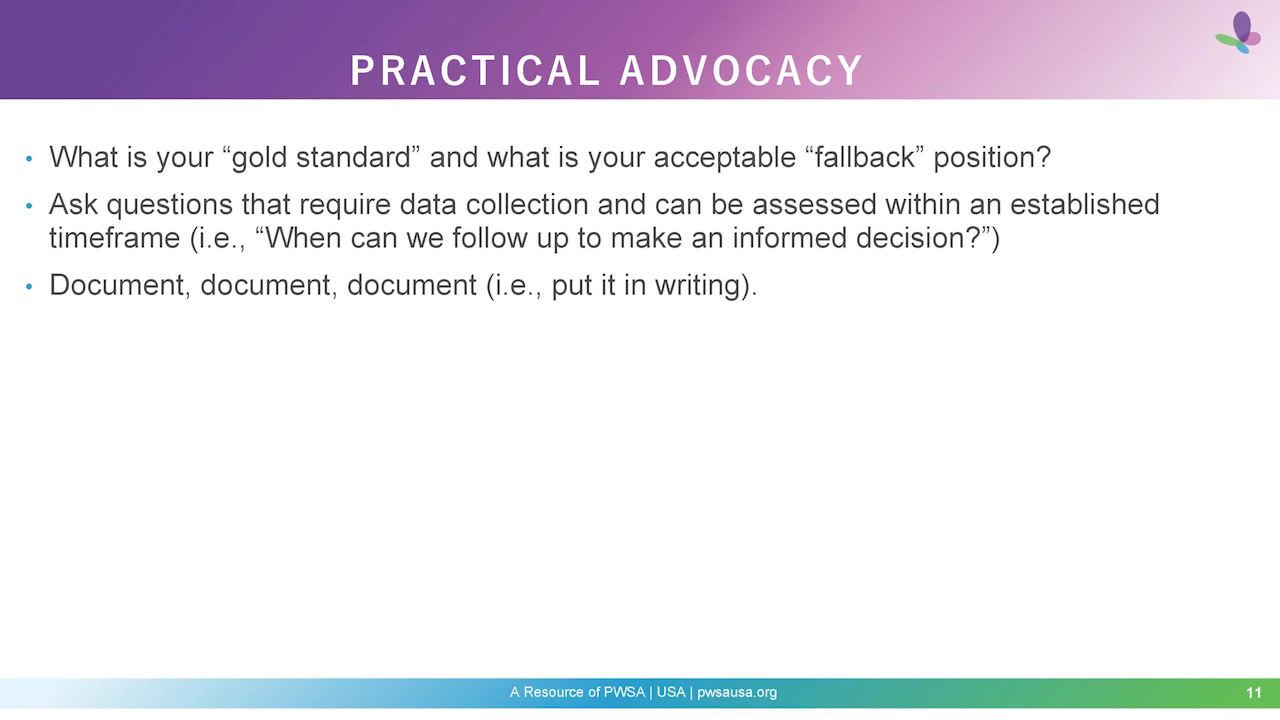 PRACTICAL ADVOCACY
• What is your “gold standard” and what is your acceptable “fallback” position?
• Ask questions that require data collection and can be assessed within an established
timeframe (i.e., “When can we follow up to make an informed decision?”)
• Document, document, document (i.e., put it in writing).
A Resource of PWSA | USA | pwsausa.org
11